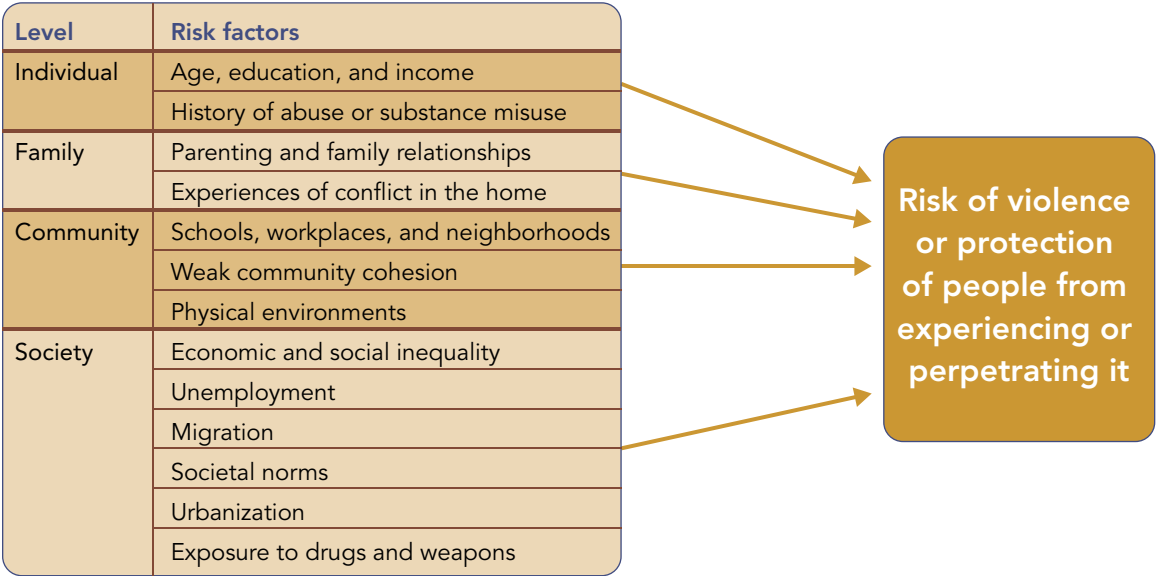 Level Risk factors
Individual Age, education, and income
History of abuse or substance misuse
Family Parenting and family relationships
Experiences of conflict in the home
Community Schools, workplaces, and neighborhoods
Weak community cohesion
Physical environments
Society Economic and social inequality
Unemployment
Migration
Societal norms
Urbanization
Exposure to drugs and weapons
Risk of violence
or protection
of people from
experiencing or
perpetrating it